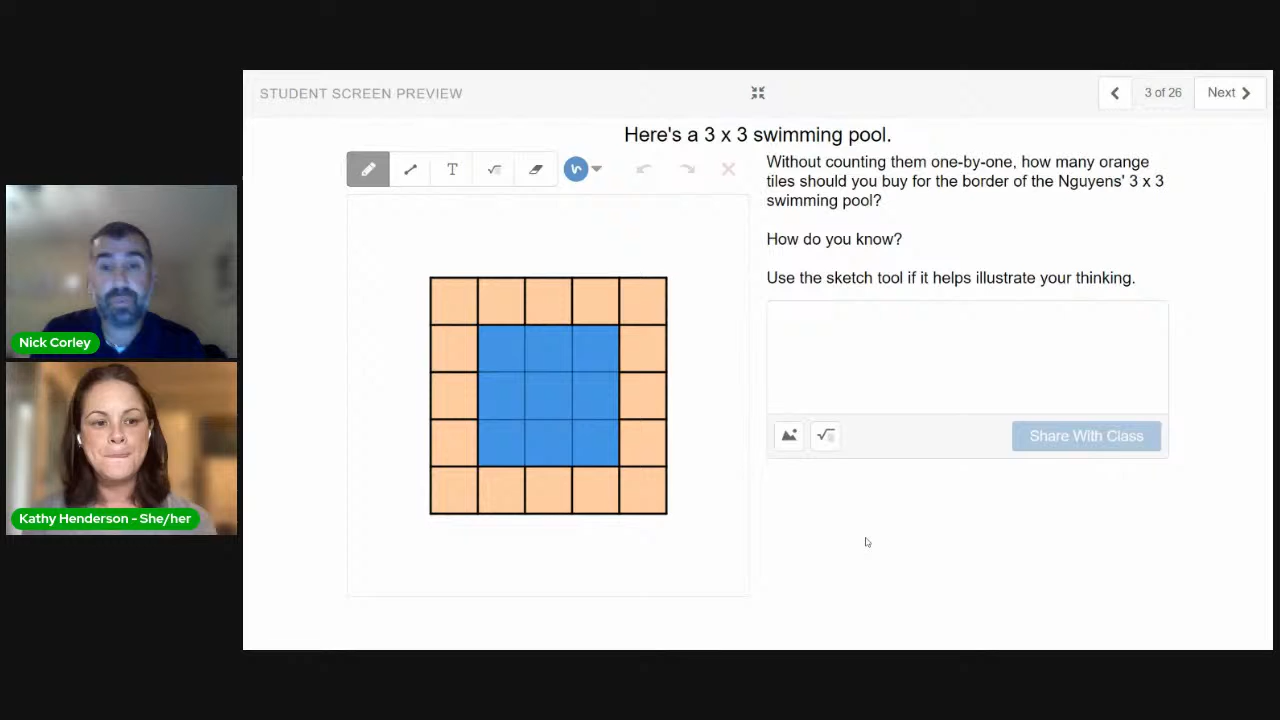 STUDENT SCREEN PREVIEW
3 of 26
Next
Here's a 3 x 3 swimming pool.
T
Without counting them one-by-one, how many orange
tiles should you buy for the border of the Nguyens' 3 x 3
swimming pool?
How do you know?
Use the sketch tool if it helps illustrate your thinking.
Share With Class
Nick Corley
Kathy Henderson - She/her